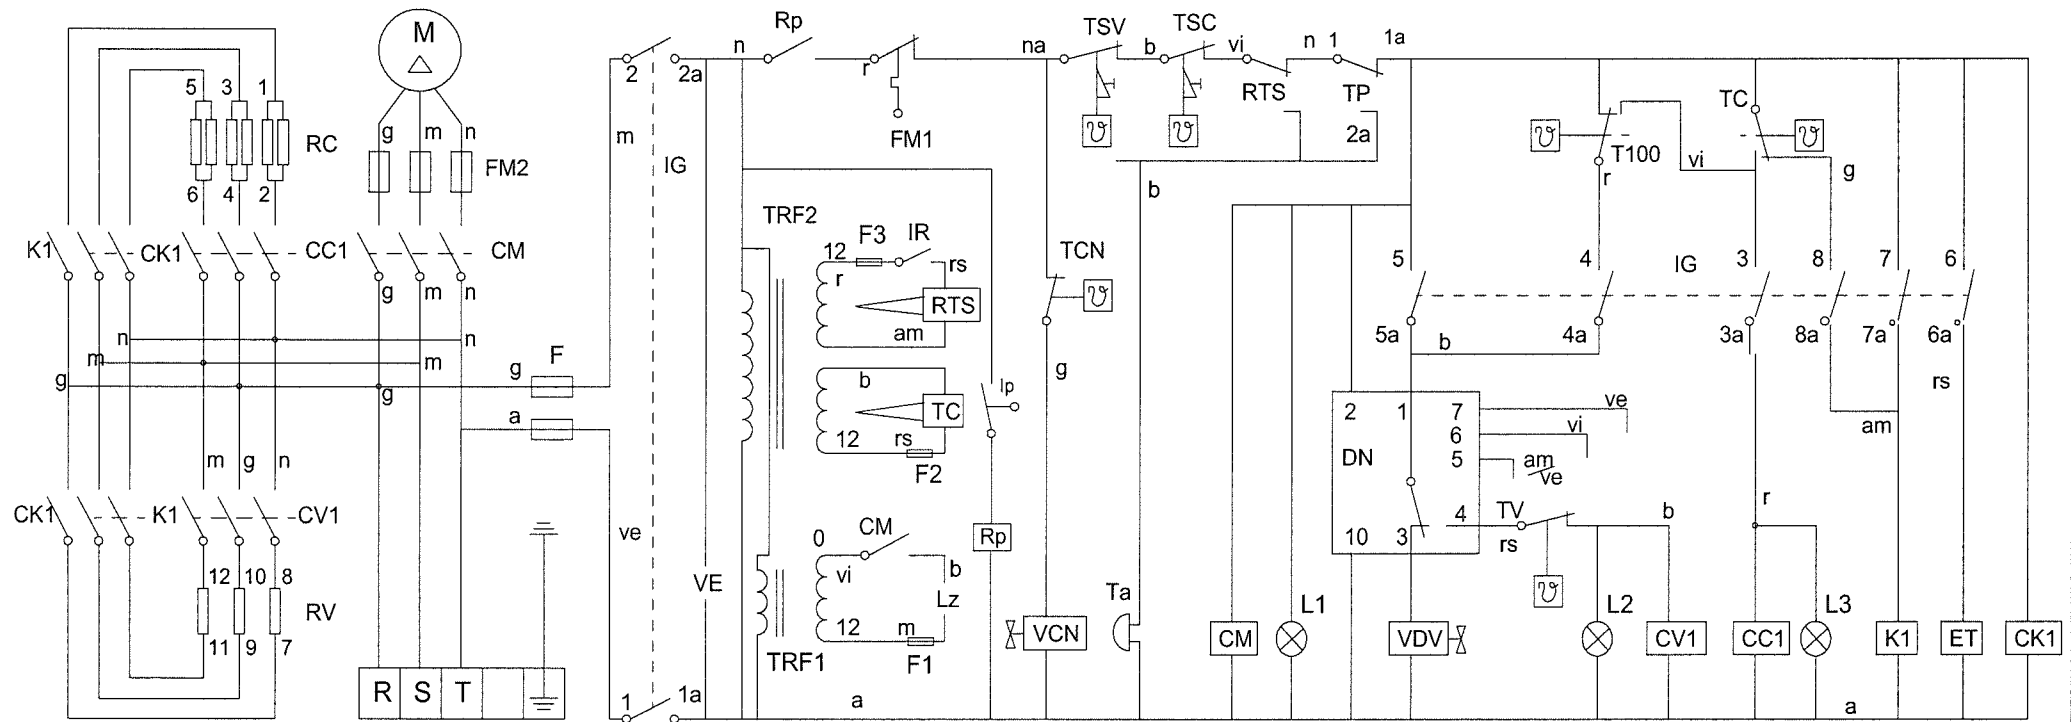 M
Rp
TSV
TSC
2
2a
n
r
na
b
vi
n
1
1a
5
3
1
RC
g
m
n
FM2
m
IG
FM1
ϑ
ϑ
RTS
TP
2a
ϑ
T100
vi
TC
ϑ
g
r
6
4
2
b
TRF2
K1
CK1
CC1
CM
12
F3
IR
rs
r
RTS
am
TCN
ϑ
5
4
IG
3
8
7
6
g
m
n
5a
4a
3a
8a
7a
6a
n
n
m
m
g
g
g
F
a
b
TC
12
rs
F2
Ip
g
b
rs
am
2
1
7
ve
6
vi
5
am
ve
DN
10
3
4
TV
rs
b
r
m
g
n
CK1
K1
CV1
ve
VE
0
CM
vi
b
Lz
12
m
F1
TRF1
Rp
ϑ
12
10
8
RV
11
9
7
Ta
VCN
CM
L1
VDV
L2
CV1
CC1
L3
K1
ET
CK1
R
S
T
1
1a
a
a